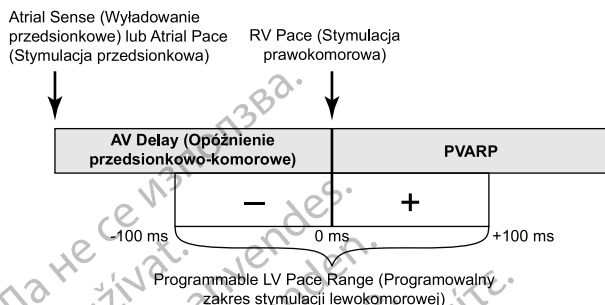 Atrial Sense (Wyładowanie
przedsionkowe) lub Atrial Pace
(Stymulacja przedsionkowa)
RV Pace (Stymulacja
prawokomorowa)
AV Delay (Opóźnienie
przedsionkowo-komorowe)
PVARP
− +
-100 ms 0 ms +100 ms
Programmable LV Pace Range (Programowalny
zakres stymulacji lewokomorowej)